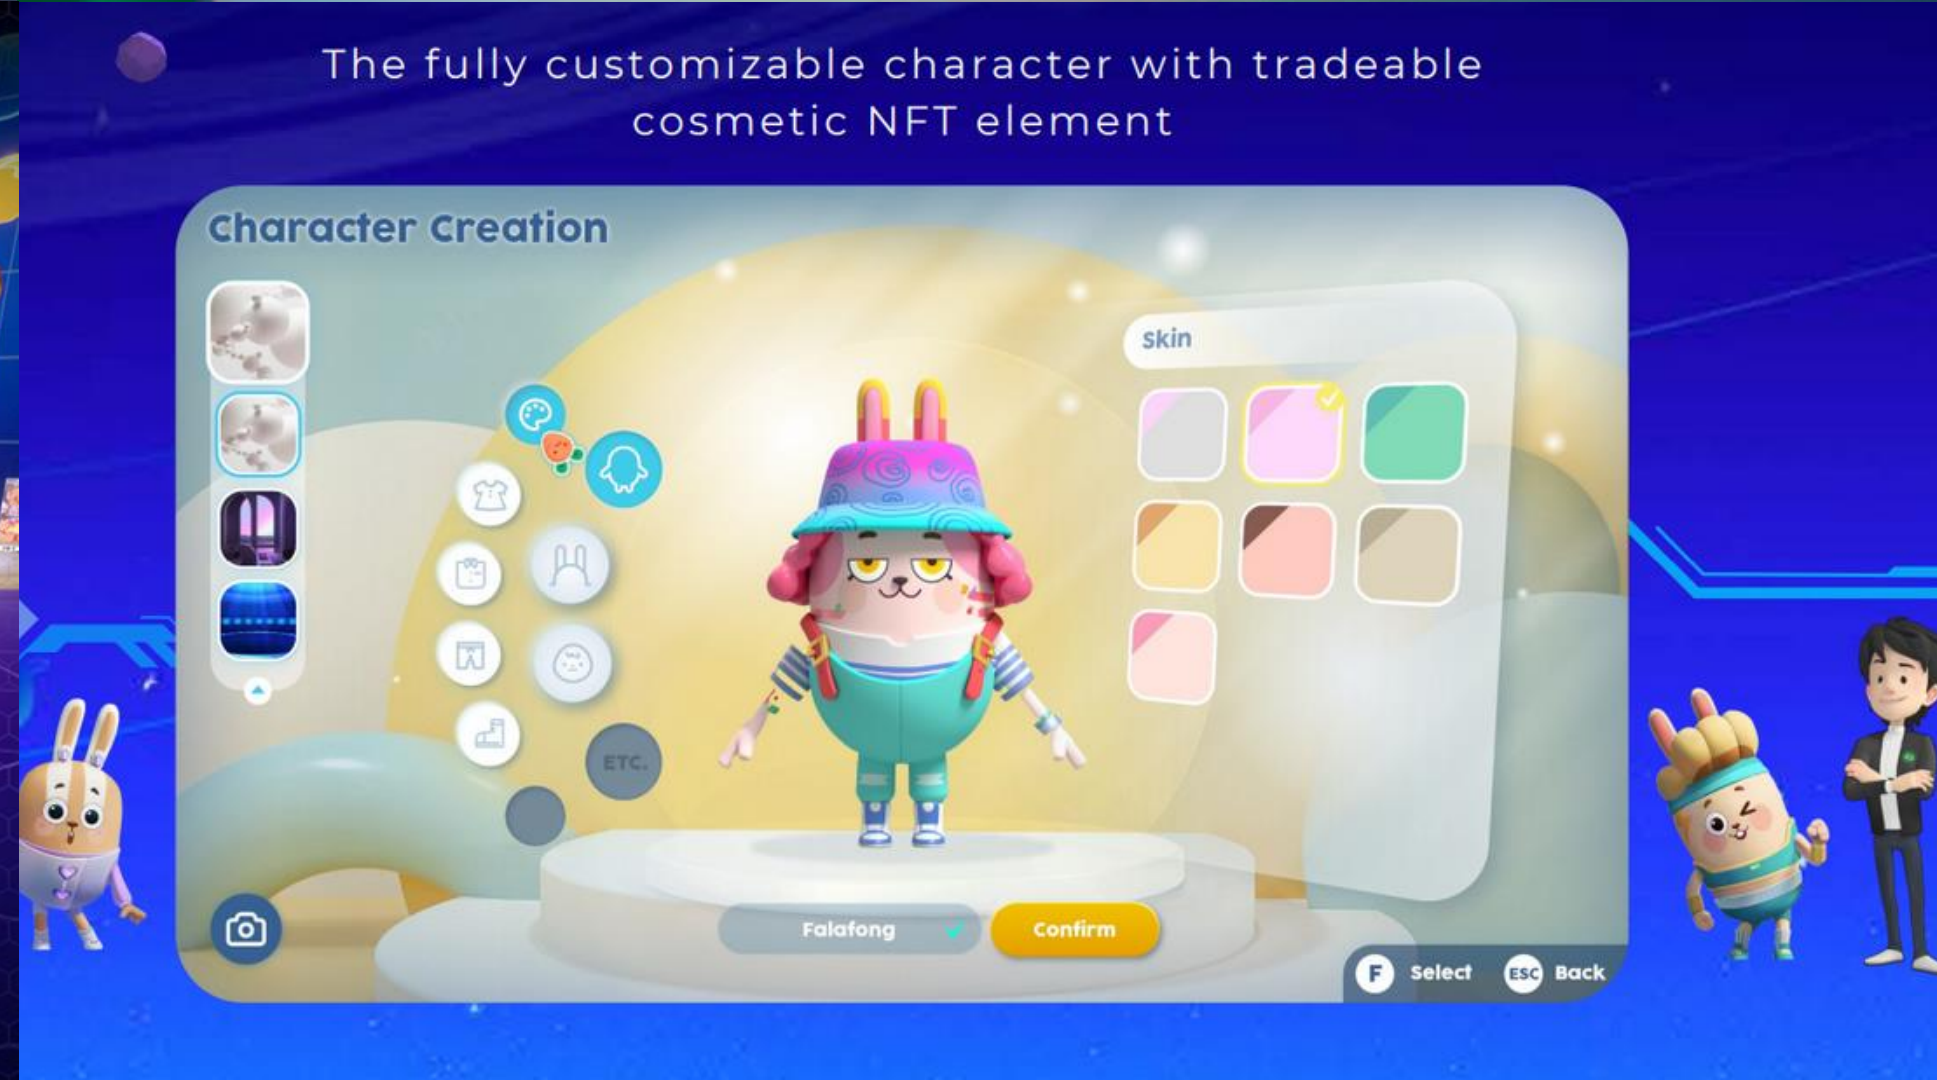 The fully customizable character with tradeable
cosmetic NFT element
Character Creation
Skin
ETC.
Falafong
Confirm
F Select ESC Back